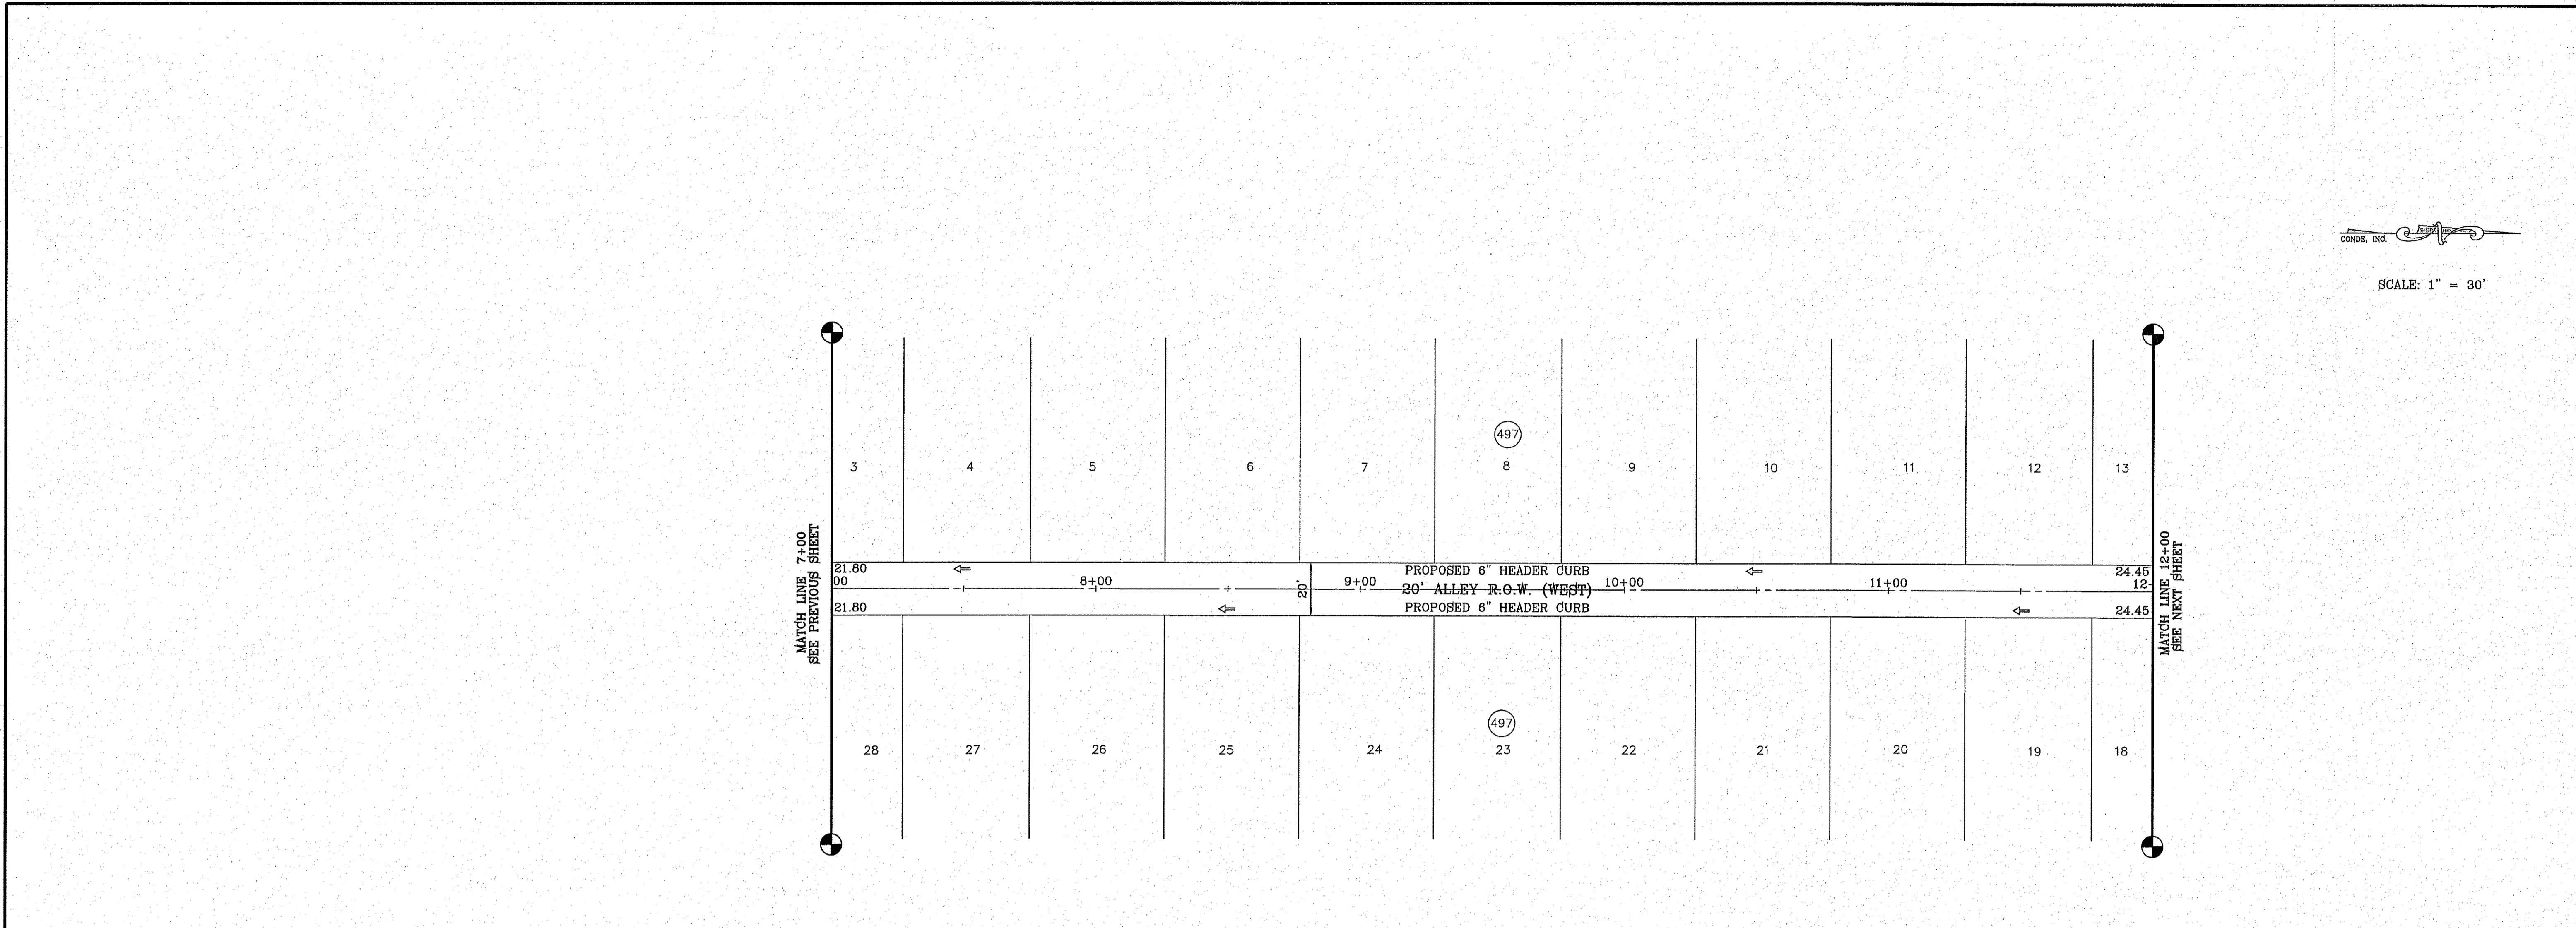 CONDE, INC.
SCALE: 1" = 30'
497
3 4 5 6 7 8 9 10 11 12 13
MATCH LINE 7+00
SEE PREVIOUS SHEET
21.80 PROPOSED 6" HEADER CURB 24.45
00 8+00 9+00 10+00 11+00 12
20'
20' ALLEY R.O.W. (WEST)
21.80 PROPOSED 6" HEADER CURB 24.45
MATCH LINE 12+00
SEE NEXT SHEET
497
28 27 26 25 24 23 22 21 20 19 18